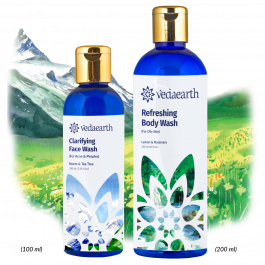 vedaearth
Clarifying
Face Wash
(For Acne & Pimples)
Neem & Tea Tree
(100 ml)
vedaearth
Refreshing
Body Wash
(For Oily Skin)
Lemon & Rosemary
(200 ml)